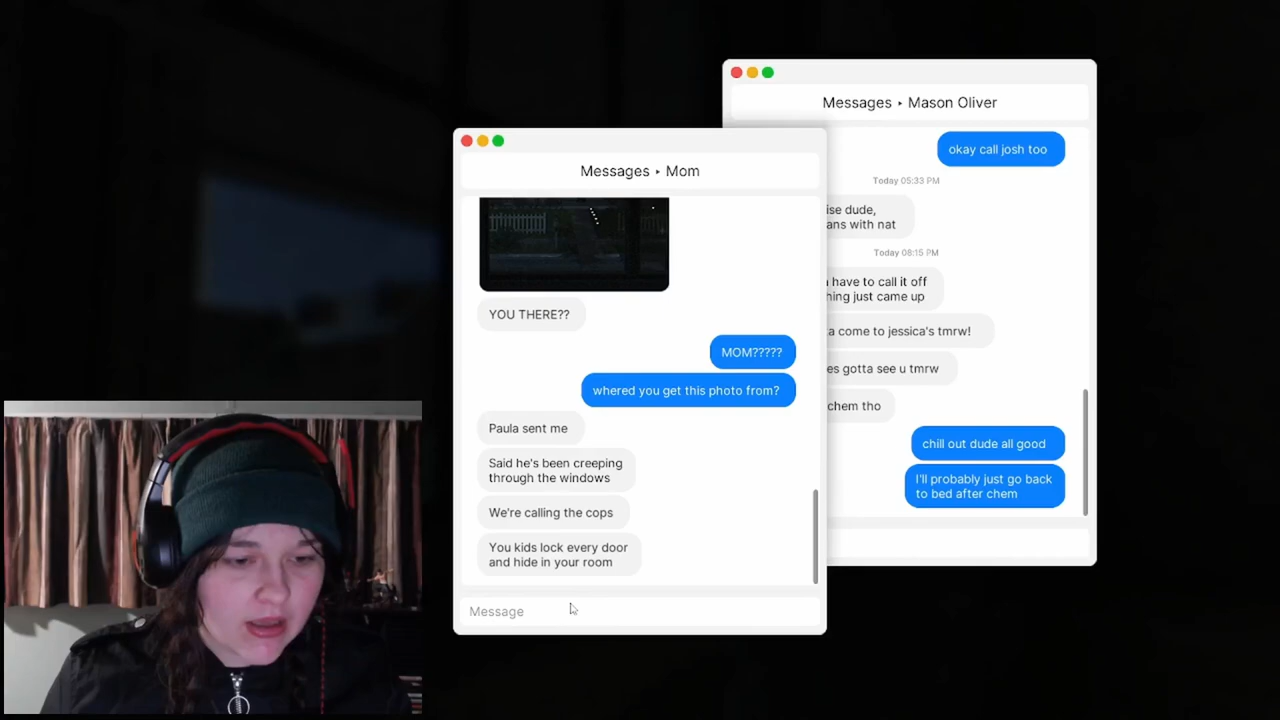 Messages ‣ Mason Oliver
okay call josh too
Today 05:33 PM
ise dude,
ans with nat
Today 08:15 PM
have to call it off
hing just came up
come to jessica's tmrw!
es gotta see u tmrw
chem tho
chill out dude all good
I'll probably just go back
to bed after chem
Messages ‣ Mom
YOU THERE??
MOM?????
whered you get this photo from?
Paula sent me
Said he's been creeping
through the windows
We're calling the cops
You kids lock every door
and hide in your room
Message